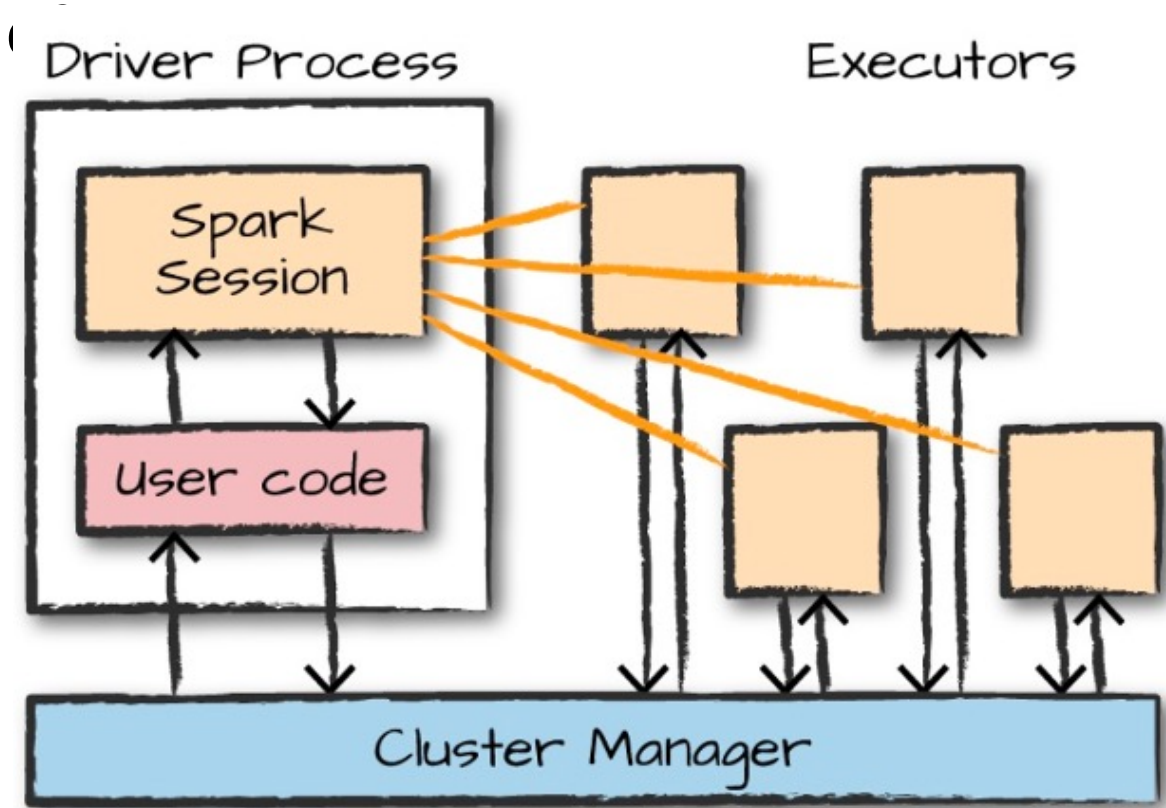 Driver Process
Executors
Spark
Session
User code
Cluster Manager